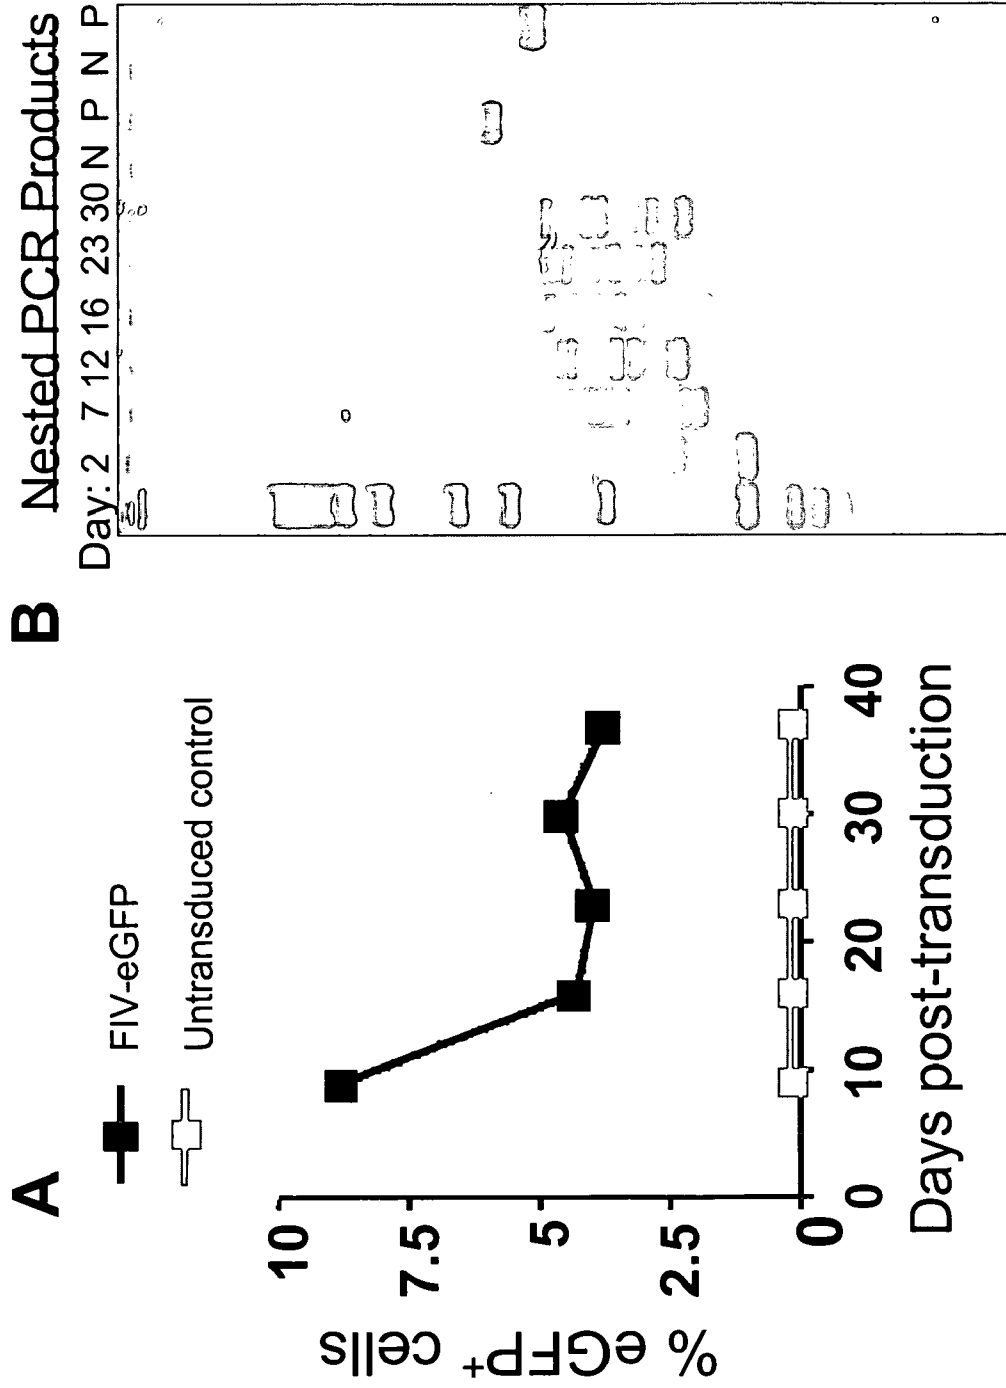 A
FIV-eGFP
Untransduced control
% eGFP+ cells
10
7.5
5
2.5
0
0 10 20 30 40
Days post-transduction
B
Nested PCR Products
Day: 2 7 12 16 23 30 N P N P